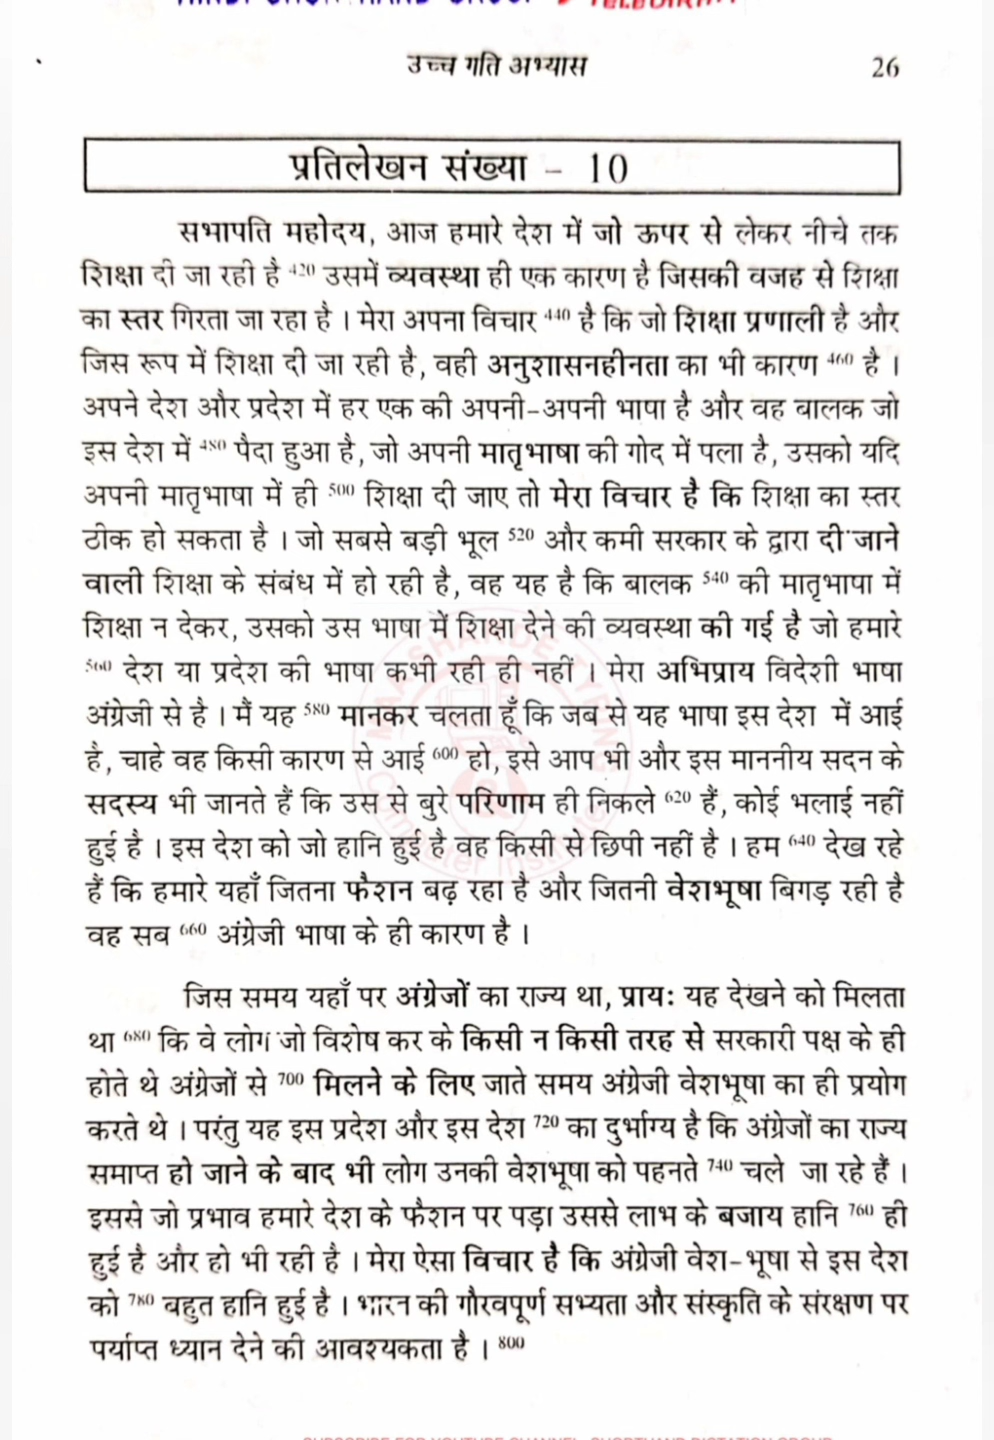 उच्च गति अभ्यास 26
प्रतिलेखन संख्या - 10
सभापति महोदय, आज हमारे देश में जो ऊपर से लेकर नीचे तक
शिक्षा दी जा रही है 420 उसमें व्यवस्था ही एक कारण है जिसकी वजह से शिक्षा
का स्तर गिरता जा रहा है । मेरा अपना विचार 440 है कि जो शिक्षा प्रणाली है और
जिस रूप में शिक्षा दी जा रही है, वही अनुशासनहीनता का भी कारण 460 है ।
अपने देश और प्रदेश में हर एक की अपनी-अपनी भाषा है और वह बालक जो
इस देश में 480 पैदा हुआ है, जो अपनी मातृभाषा की गोद में पला है, उसको यदि
अपनी मातृभाषा में ही 500 शिक्षा दी जाए तो मेरा विचार है कि शिक्षा का स्तर
ठीक हो सकता है । जो सबसे बड़ी भूल 520 और कमी सरकार के द्वारा दी जाने
वाली शिक्षा के संबंध में हो रही है, वह यह है कि बालक 540 की मातृभाषा में
शिक्षा न देकर, उसको उस भाषा में शिक्षा देने की व्यवस्था की गई है जो हमारे
560 देश या प्रदेश की भाषा कभी रही ही नहीं । मेरा अभिप्राय विदेशी भाषा
अंग्रेजी से है । मैं यह 580 मानकर चलता हूँ कि जब से यह भाषा इस देश में आई
है, चाहे वह किसी कारण से आई 600 हो, इसे आप भी और इस माननीय सदन के
सदस्य भी जानते हैं कि उस से बुरे परिणाम ही निकले 620 हैं, कोई भलाई नहीं
हुई है । इस देश को जो हानि हुई है वह किसी से छिपी नहीं है । हम 640 देख रहे
हैं कि हमारे यहाँ जितना फैशन बढ़ रहा है और जितनी वेशभूषा बिगड़ रही है
वह सब 660 अंग्रेजी भाषा के ही कारण है ।
जिस समय यहाँ पर अंग्रेजों का राज्य था, प्राय: यह देखने को मिलता
था 680 कि वे लोग जो विशेष कर के किसी न किसी तरह से सरकारी पक्ष के ही
होते थे अंग्रेजों से 700 मिलने के लिए जाते समय अंग्रेजी वेशभूषा का ही प्रयोग
करते थे । परंतु यह इस प्रदेश और इस देश 720 का दुर्भाग्य है कि अंग्रेजों का राज्य
समाप्त हो जाने के बाद भी लोग उनकी वेशभूषा को पहनते 740 चले जा रहे हैं ।
इससे जो प्रभाव हमारे देश के फैशन पर पड़ा उससे लाभ के बजाय हानि 760 ही
हुई है और हो भी रही है । मेरा ऐसा विचार है कि अंग्रेजी वेश-भूषा से इस देश
को 780 बहुत हानि हुई है । भारत की गौरवपूर्ण सभ्यता और संस्कृति के संरक्षण पर
पर्याप्त ध्यान देने की आवश्यकता है । 800